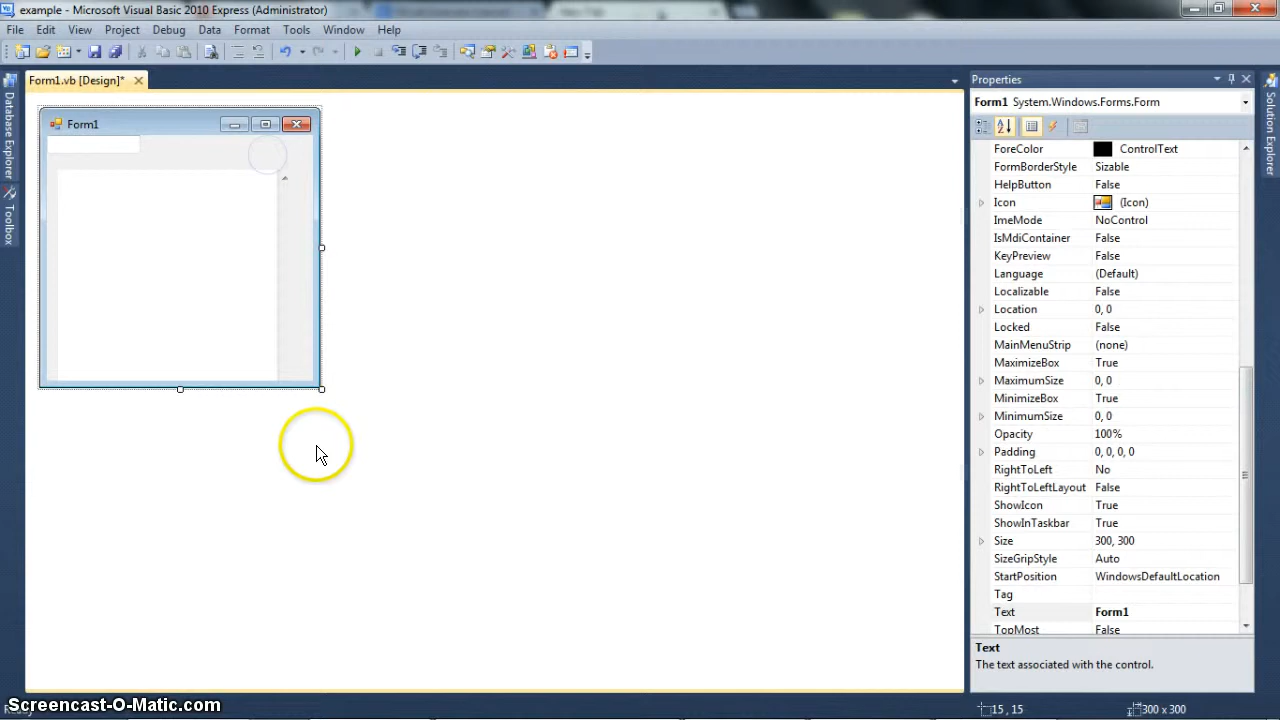 example - Microsoft Visual Basic 2010 Express (Administrator)
File Edit View Project Debug Data Format Tools Window Help
Form1.vb [Design]*
Properties
Database Explorer
Toolbox
Solution Explorer
Form1
Form1 System.Windows.Forms.Form
ForeColor ControlText
FormBorderStyle Sizable
HelpButton False
Icon (Icon)
ImeMode NoControl
IsMdiContainer False
KeyPreview False
Language (Default)
Localizable False
Location 0, 0
Locked False
MainMenuStrip (none)
MaximizeBox True
MaximumSize 0, 0
MinimizeBox True
MinimumSize 0, 0
Opacity 100%
Padding 0, 0, 0, 0
RightToLeft No
RightToLeftLayout False
ShowIcon True
ShowInTaskbar True
Size 300, 300
SizeGripStyle Auto
StartPosition WindowsDefaultLocation
Tag
Text Form1
TopMost False
Text
The text associated with the control.
Screencast-O-Matic.com
15 , 15 300 x 300